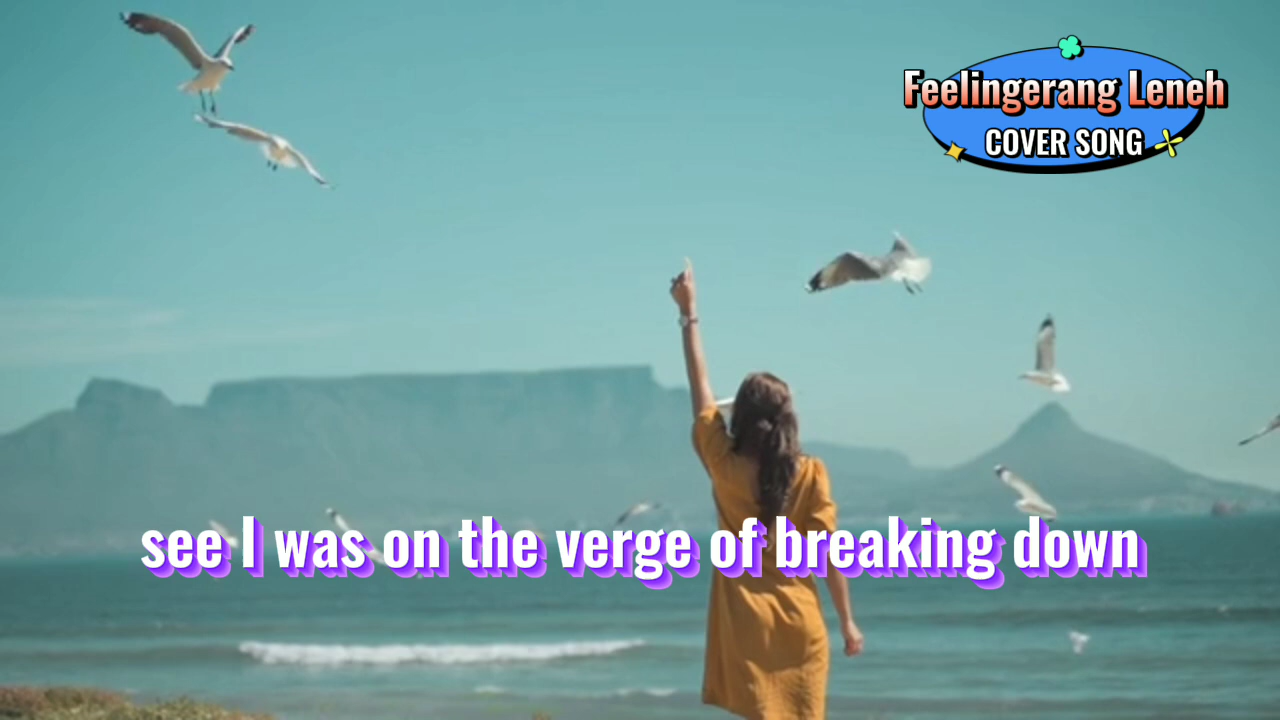 Feelingerang Leneh
COVER SONG
see I was on the verge of breaking down